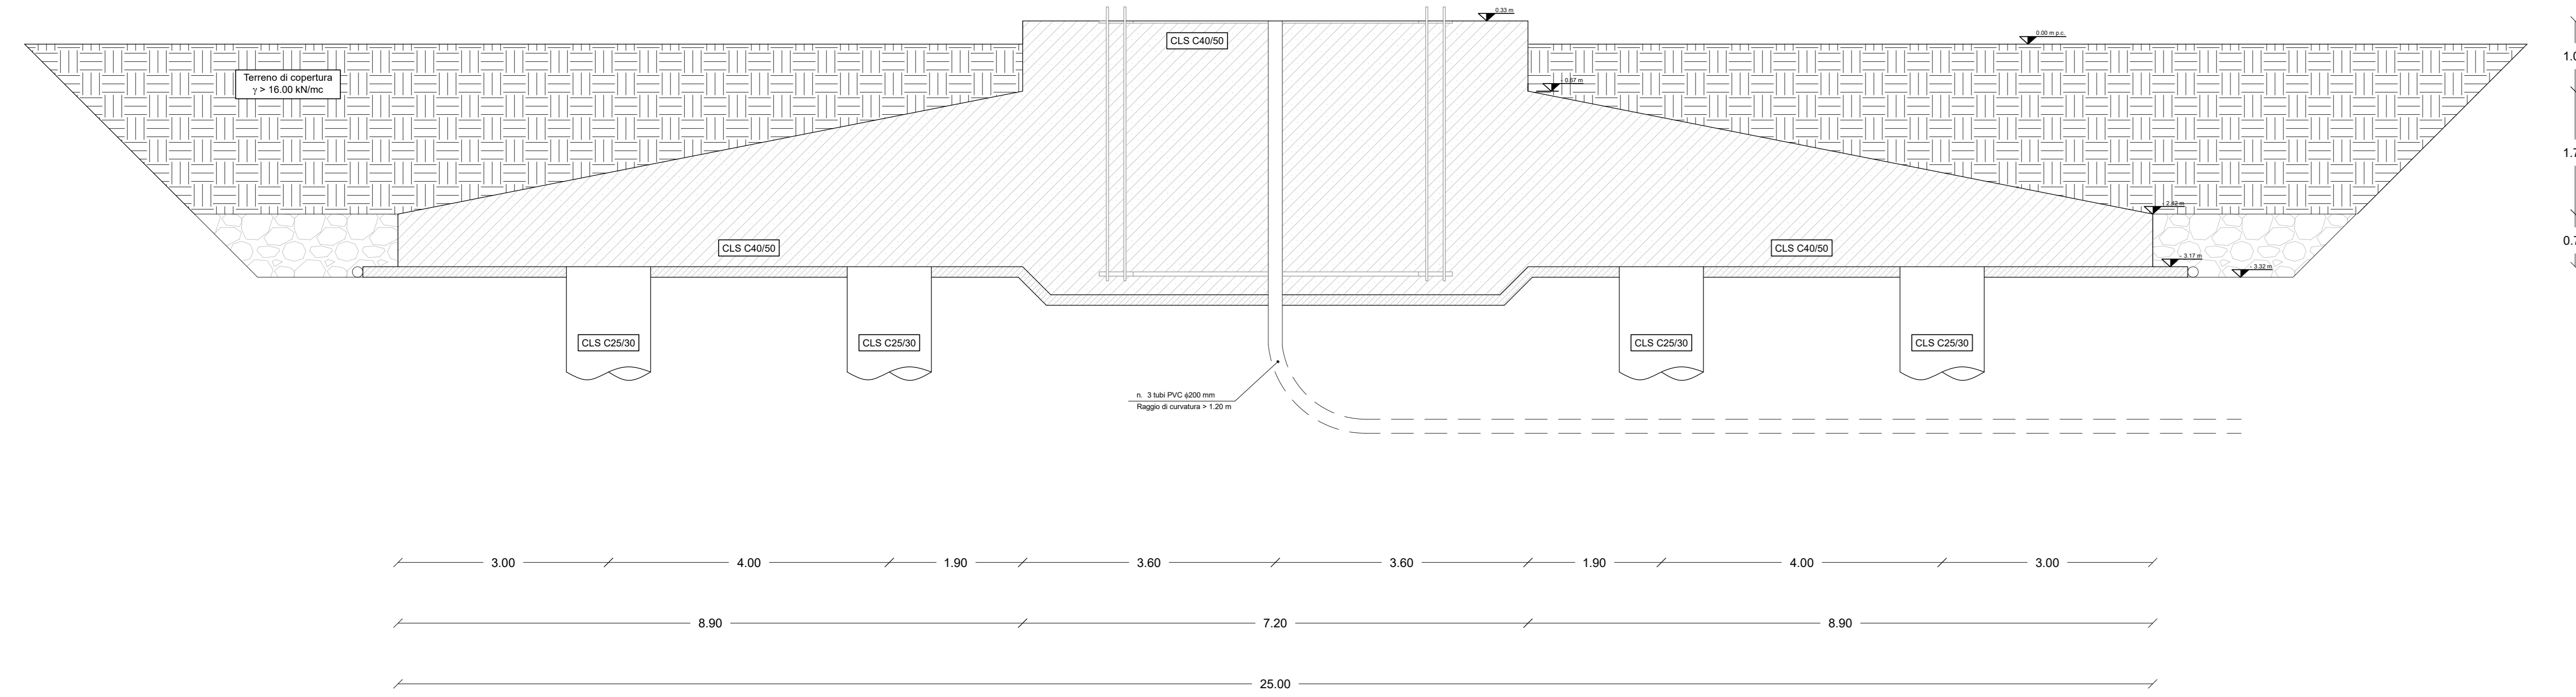 0.33 m
CLS C40/50
0.00 m p.c.
Terreno di copertura
γ > 16.00 kN/mc
- 0.67 m
- 2.42 m
CLS C40/50
CLS C40/50
- 3.17 m
- 3.32 m
CLS C25/30
CLS C25/30
CLS C25/30
CLS C25/30
n. 3 tubi PVC ϕ200 mm
Raggio di curvatura > 1.20 m
3.00 4.00 1.90 3.60 3.60 1.90 4.00 3.00
8.90 7.20 8.90
25.00